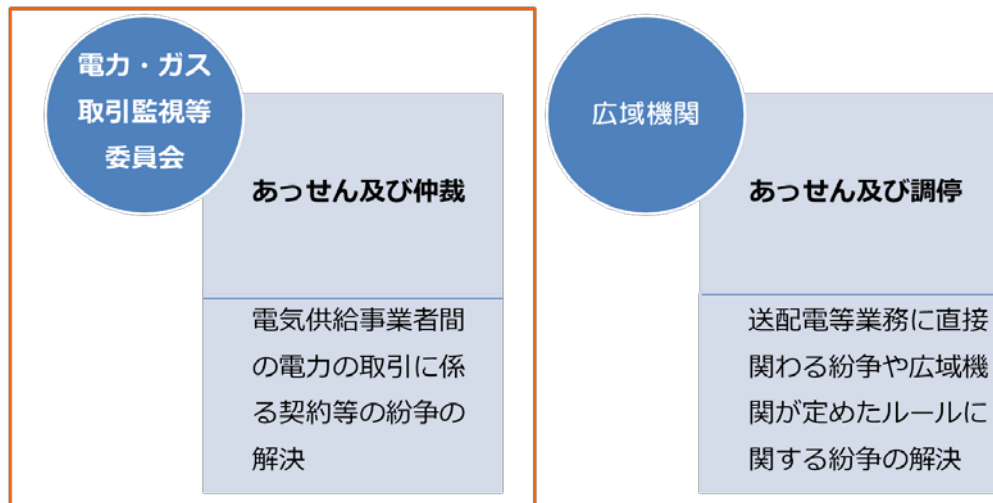 電力・ガス
取引監視等
委員会
あっせん及び仲裁
電気供給事業者間
の電力の取引に係
る契約等の紛争の
解決
広域機関
あっせん及び調停
送配電等業務に直接
関わる紛争や広域機
関が定めたルールに
関する紛争の解決